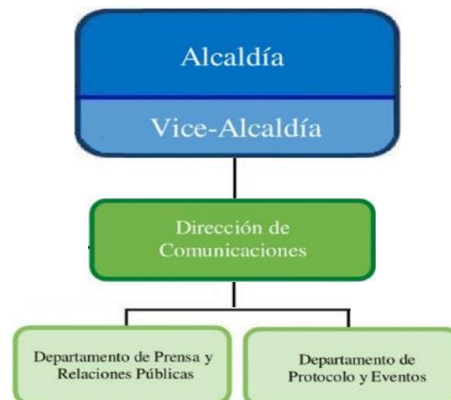 Alcaldía
Vice-Alcaldía
Dirección de
Comunicaciones
Departamento de Prensa y
Relaciones Públicas
Departamento de
Protocolo y Eventos